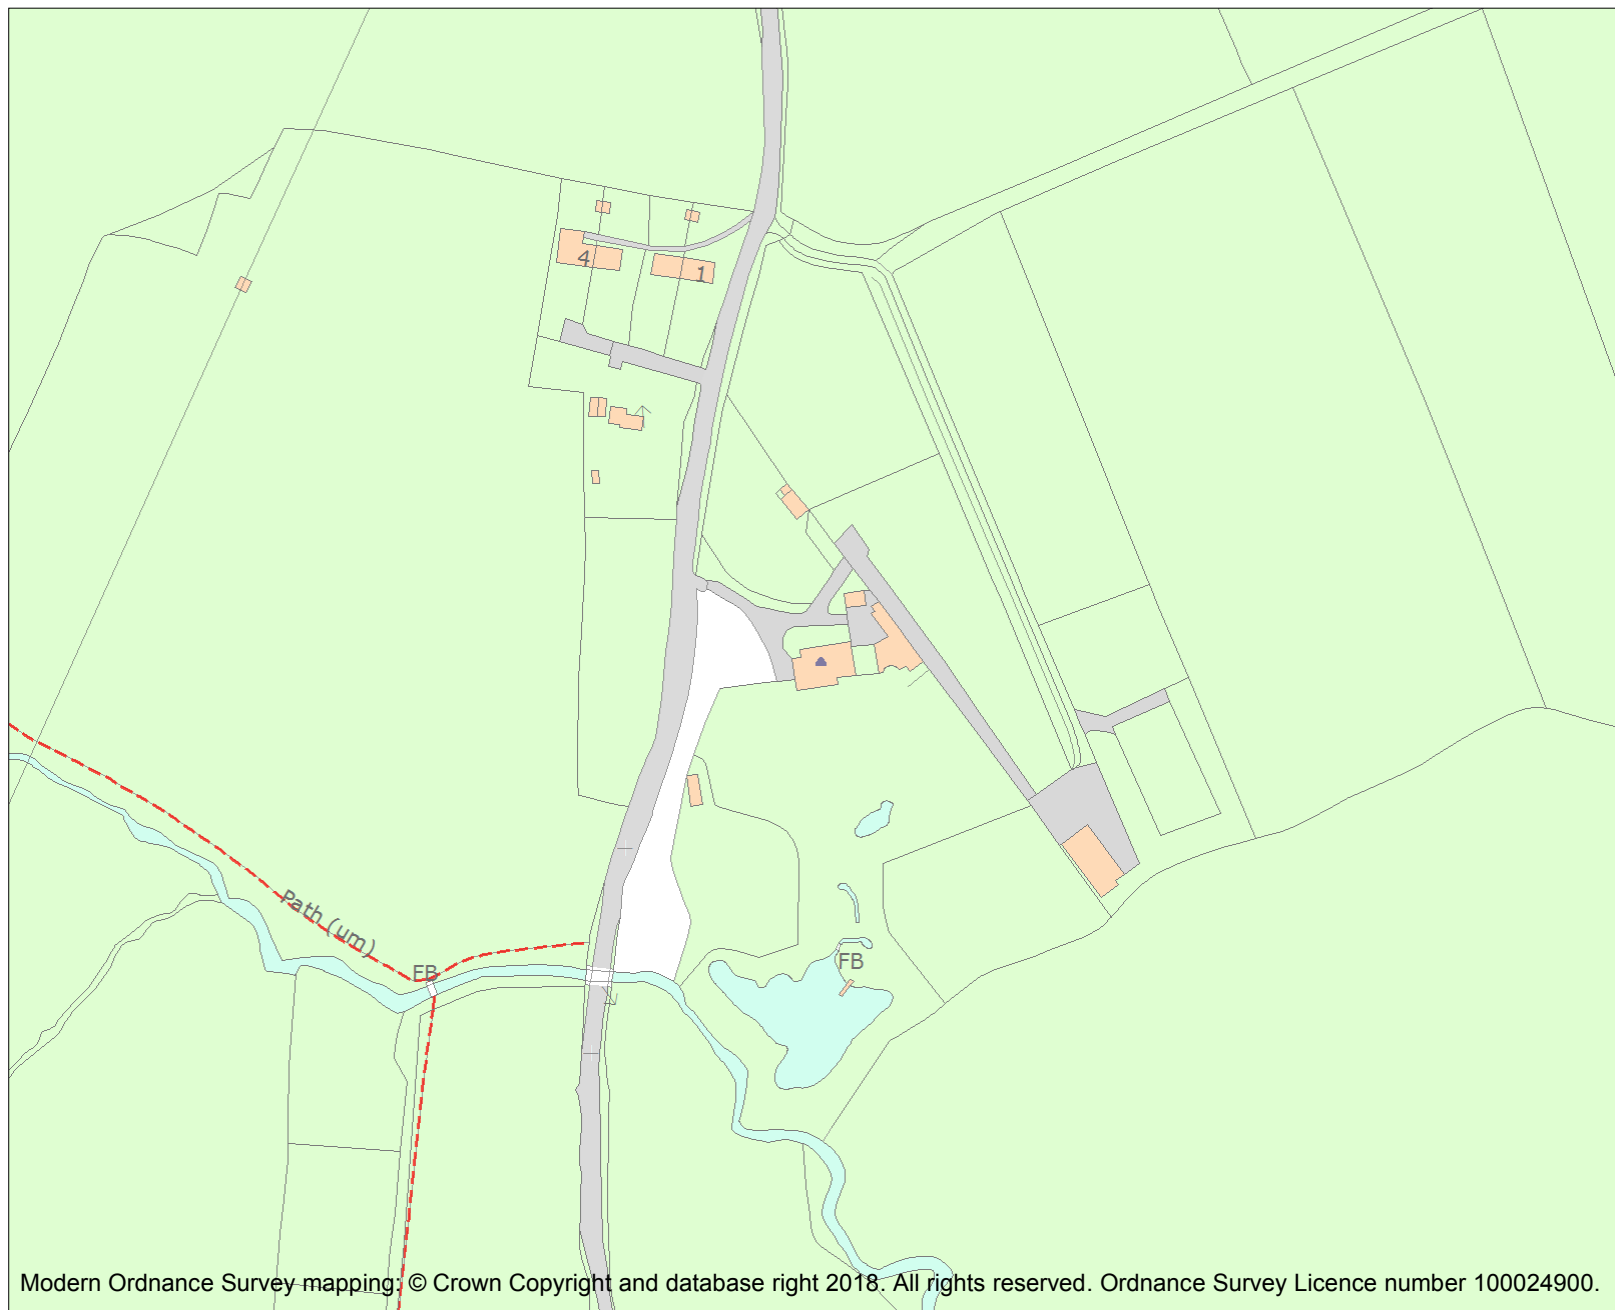 4
1
Path (um)
FB
FB
Modern Ordnance Survey mapping: © Crown Copyright and database right 2018. All rights reserved. Ordnance Survey Licence number 100024900.